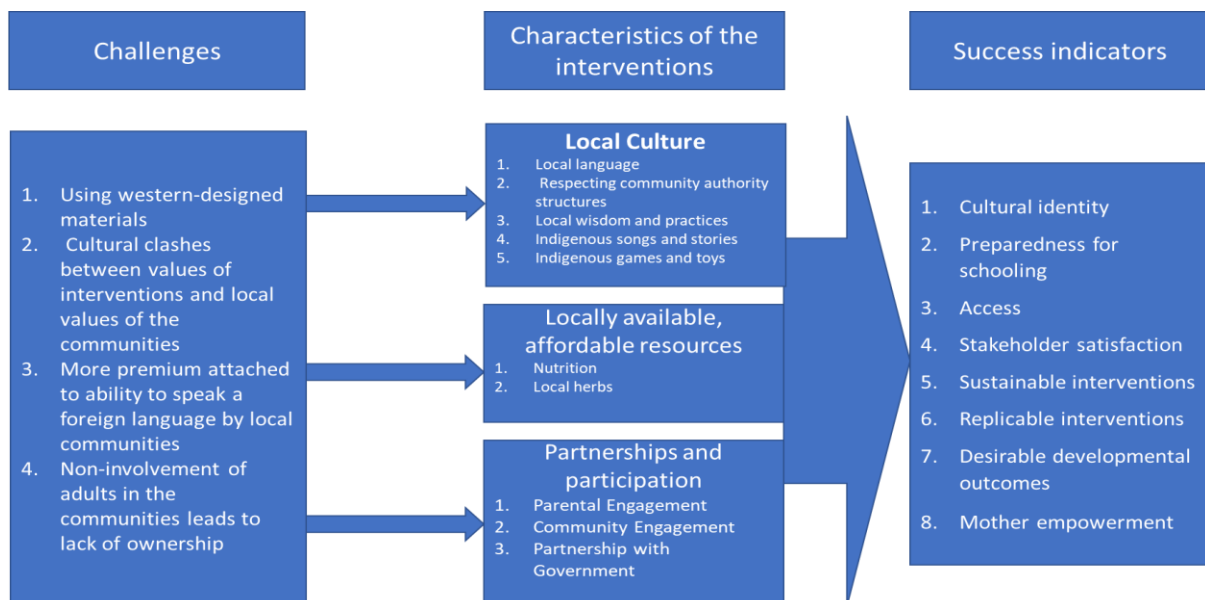 Challenges
1. Using western-designed
materials
2. Cultural clashes
between values of
interventions and local
values of the
communities
3. More premium attached
to ability to speak a
foreign language by local
communities
4. Non-involvement of
adults in the
communities leads to
lack of ownership
Characteristics of the
interventions
Local Culture
1. Local language
2. Respecting community authority
structures
3. Local wisdom and practices
4. Indigenous songs and stories
5. Indigenous games and toys
Locally available,
affordable resources
1. Nutrition
2. Local herbs
Partnerships and
participation
1. Parental Engagement
2. Community Engagement
3. Partnership with
Government
Success indicators
1. Cultural identity
2. Preparedness for
schooling
3. Access
4. Stakeholder satisfaction
5. Sustainable interventions
6. Replicable interventions
7. Desirable developmental
outcomes
8. Mother empowerment